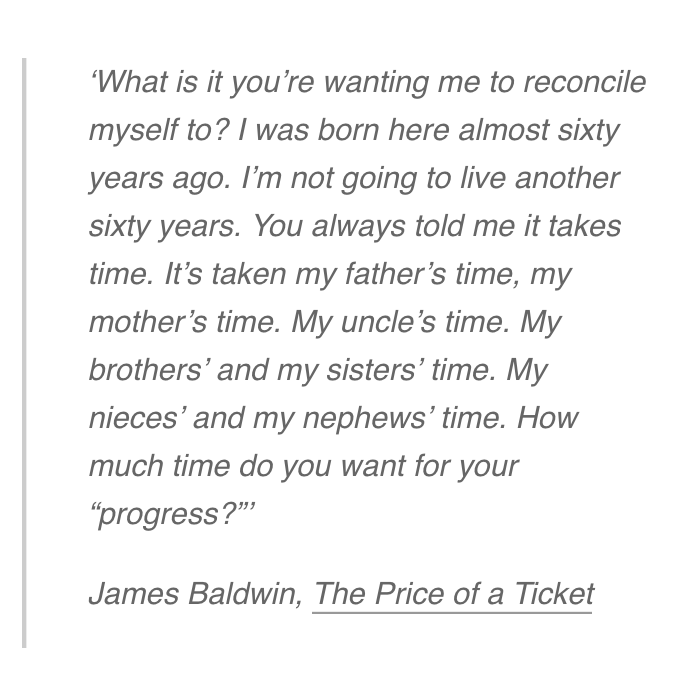 ‘What is it you’re wanting me to reconcile
myself to? I was born here almost sixty
years ago. I’m not going to live another
sixty years. You always told me it takes
time. It’s taken my father’s time, my
mother’s time. My uncle’s time. My
brothers’ and my sisters’ time. My
nieces’ and my nephews’ time. How
much time do you want for your
“progress?”’
James Baldwin, The Price of a Ticket